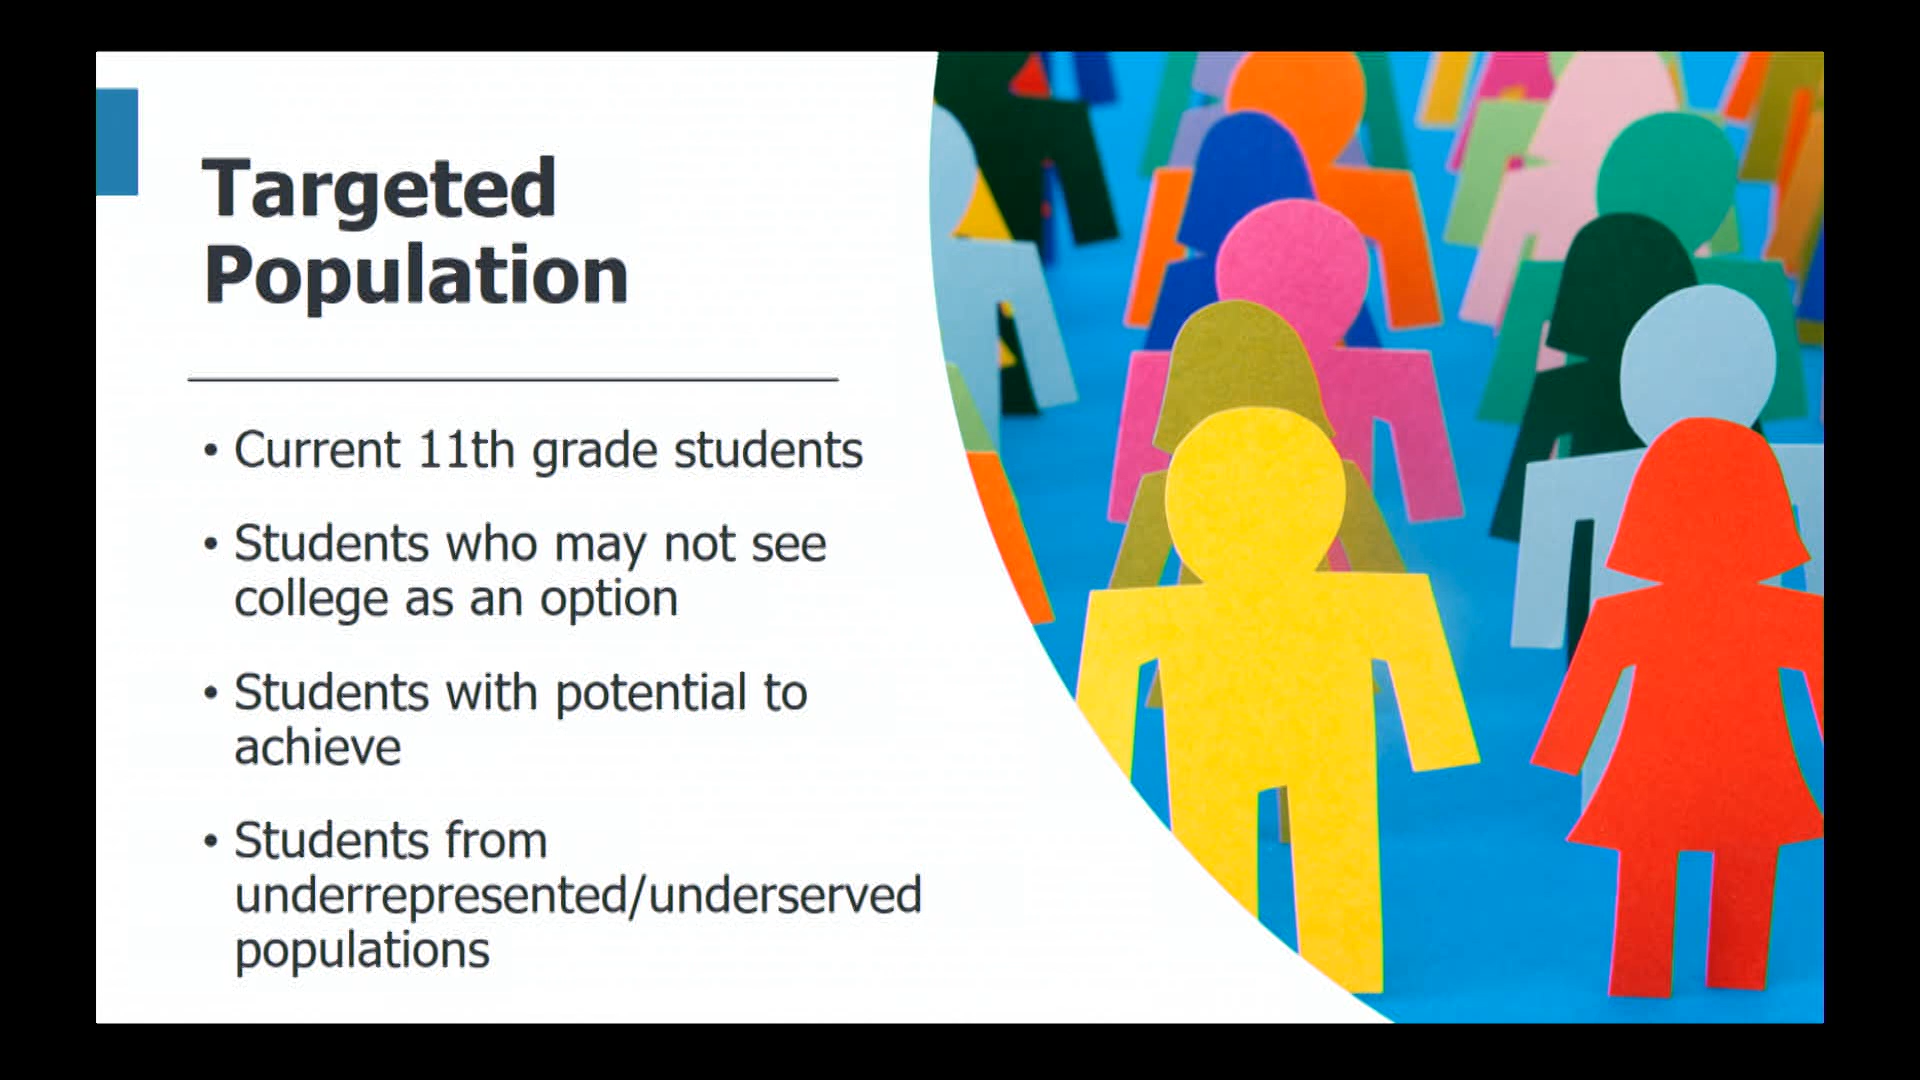 Targeted
Population
• Current 11th grade students
• Students who may not see
college as an option
• Students with potential to
achieve
• Students from
underrepresented/underserved
populations